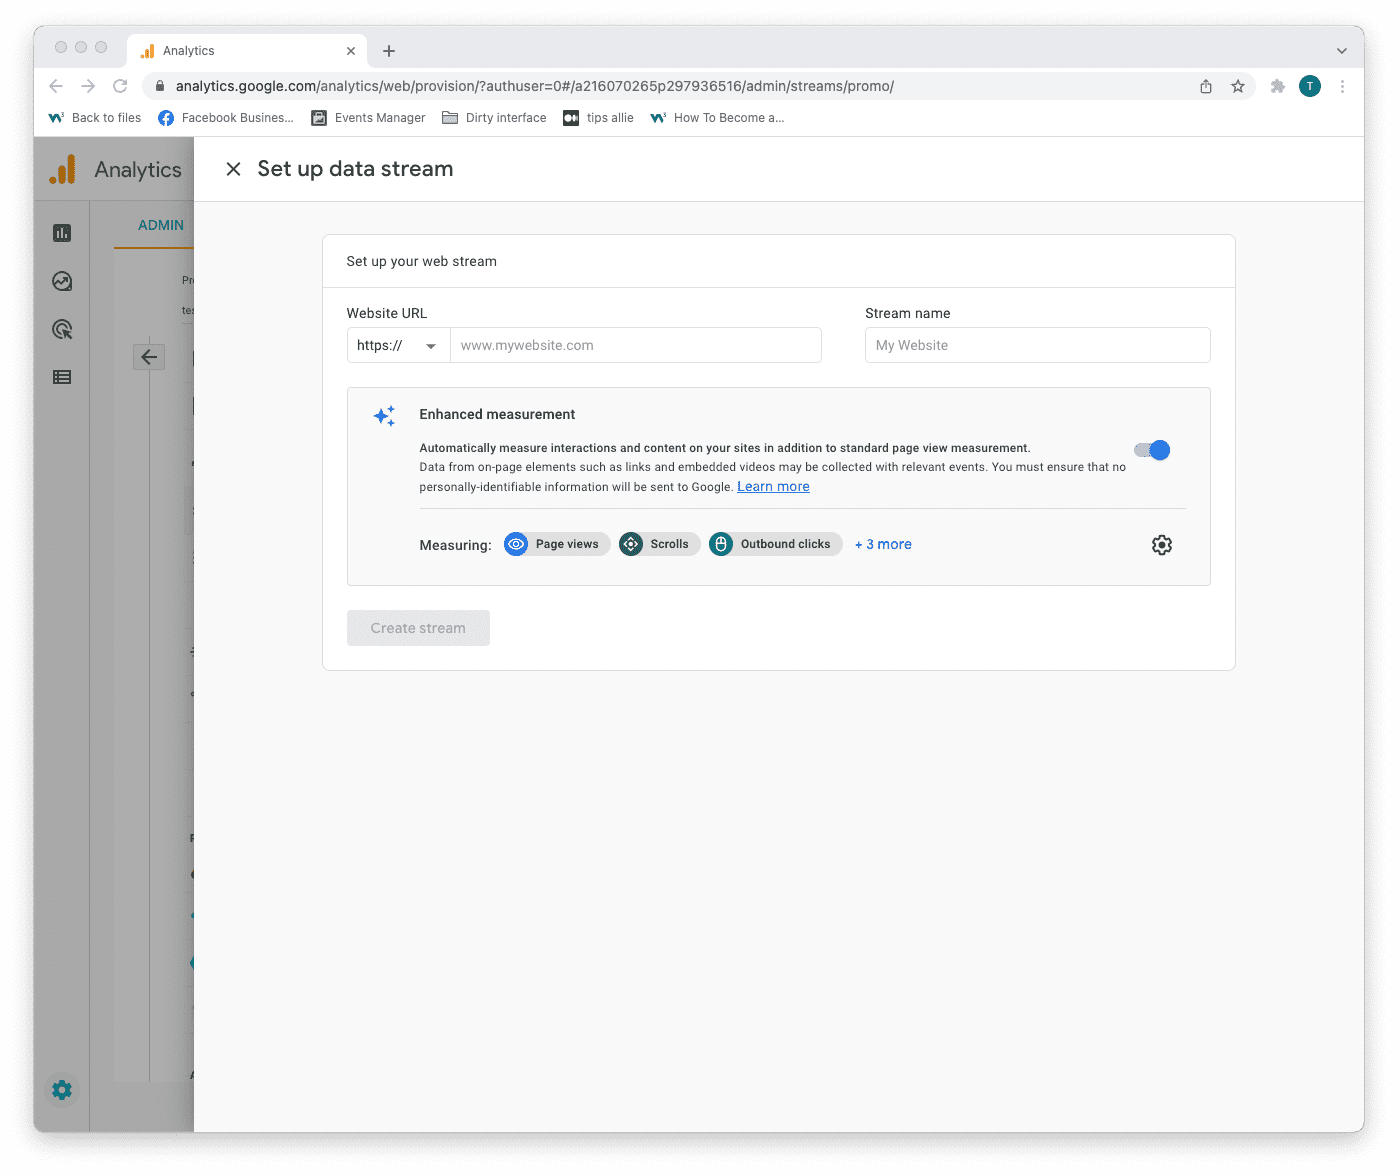 Analytics
analytics.google.com/analytics/web/provision/?authuser=0#/a216070265p297936516/admin/streams/promo/
T
Back to files
Facebook Busines...
Events Manager
Dirty interface
tips allie
How To Become a...
Analytics
Set up data stream
ADMIN
Set up your web stream
Website URL
Stream name
https://
www.mywebsite.com
My Website
Enhanced measurement
Automatically measure interactions and content on your sites in addition to standard page view measurement.
Data from on-page elements such as links and embedded videos may be collected with relevant events. You must ensure that no
personally-identifiable information will be sent to Google. Learn more
Measuring:
Page views
Scrolls
Outbound clicks
+ 3 more
Create stream